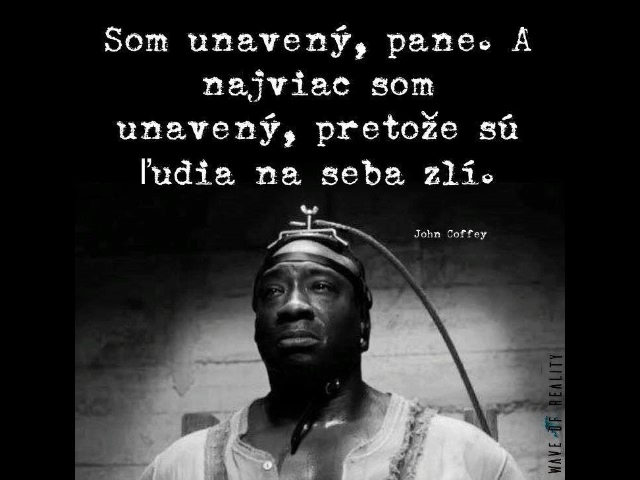 Som unavený, pane. A
najviac som
unavený, pretože sú
ľudia na seba zlí.
John Coffey
WAVE OF REALITY